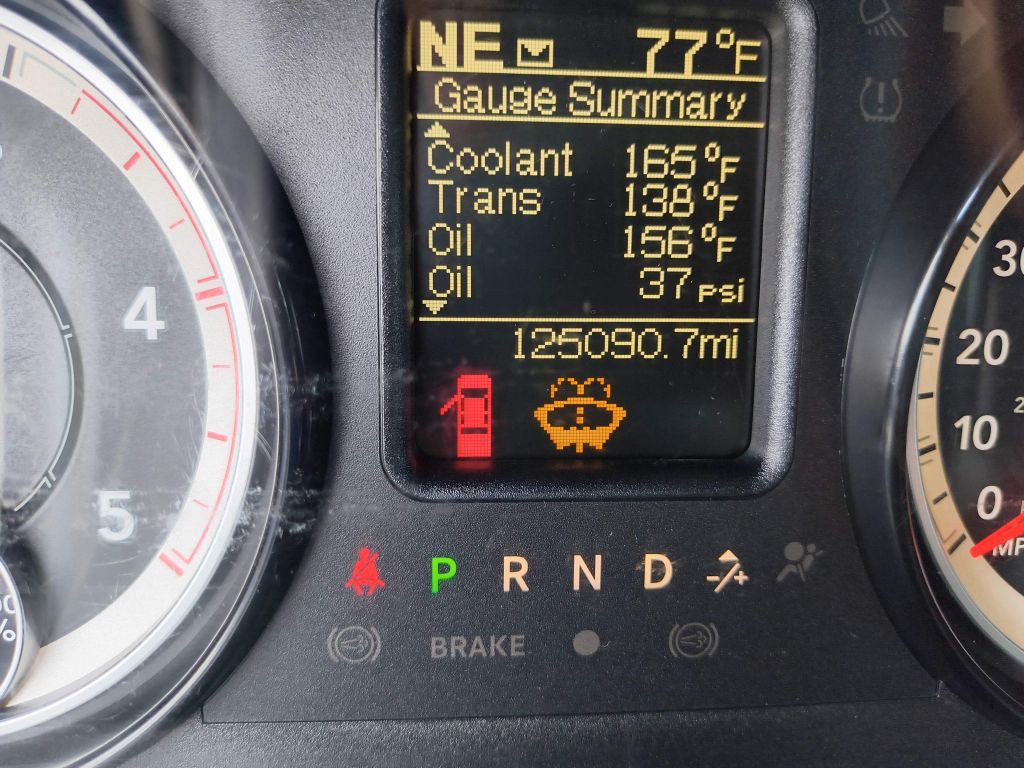 NE 77°F
Gauge Summary
Coolant 165°F
Trans 138°F
Oil 156°F
Oil 37 PSI
125090.7mi
4
5
30
20
10
0
P R N D -/+
BRAKE